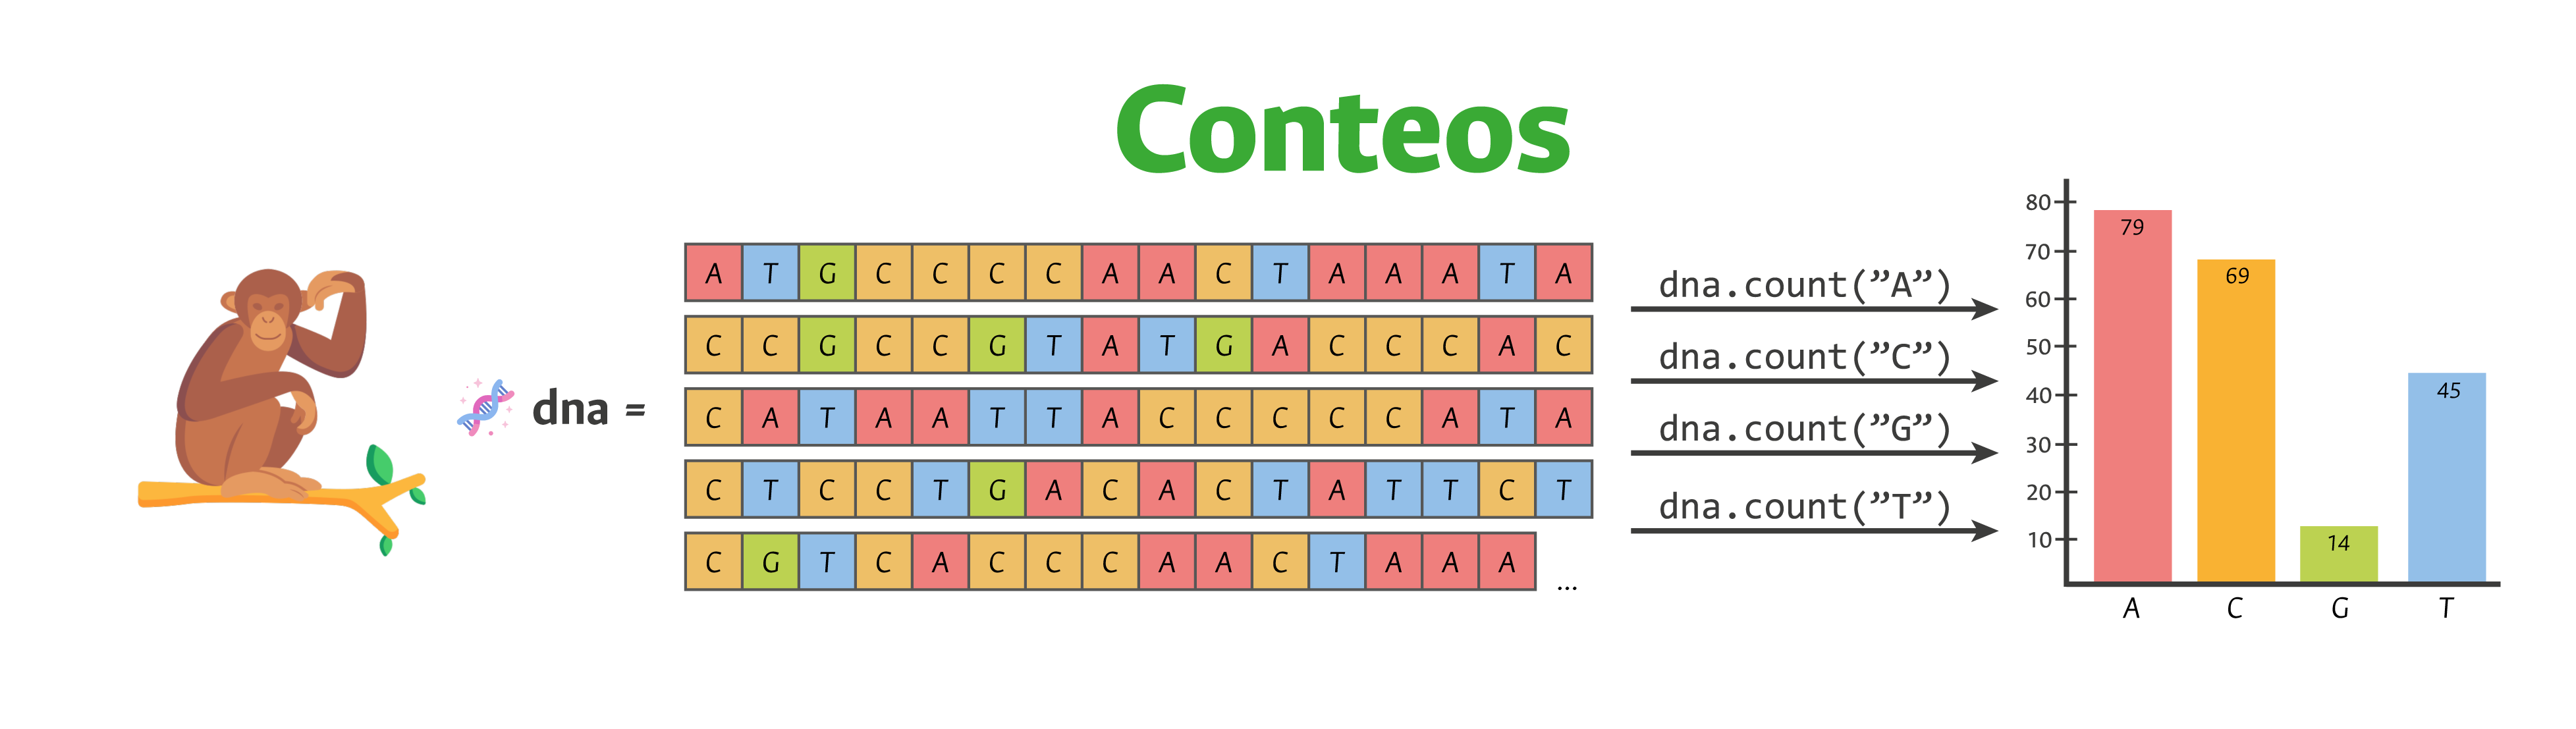 Conteos
dna =
A T G C C C C A A C T A A A T A
C C G C C G T A T G A C C C A C
C A T A A T T A C C C C C A T A
C T C C T G A C A C T A T T C T
C G T C A C C C A A C T A A A ...
dna.count(”A”)
dna.count(”C”)
dna.count(”G”)
dna.count(”T”)
80
70
60
50
40
30
20
10
79
69
14
45
A C G T